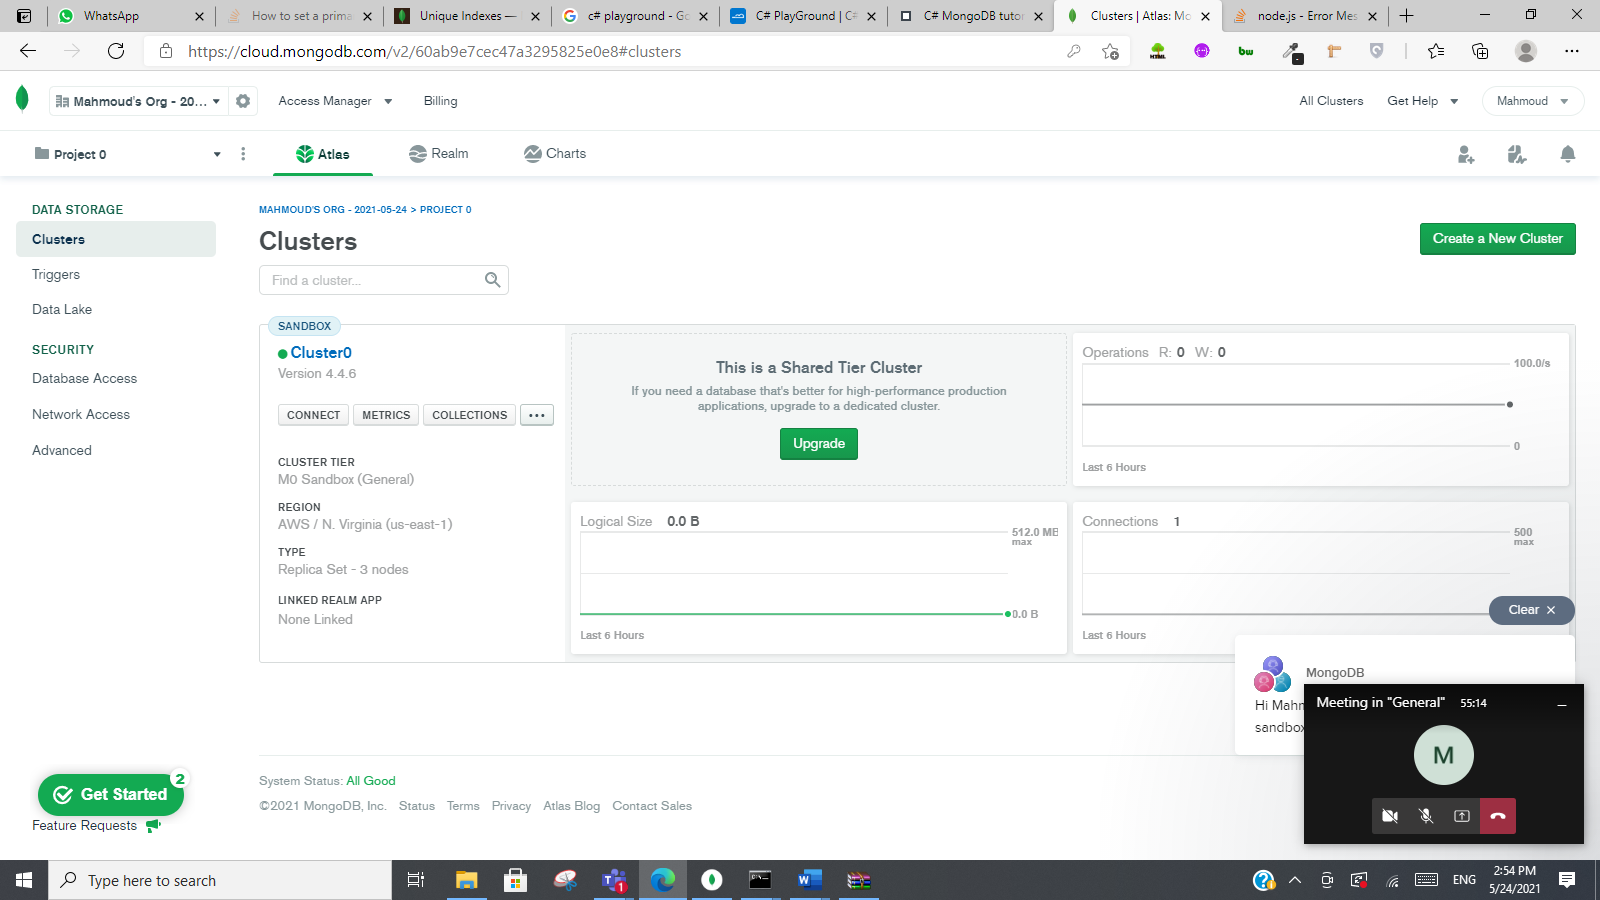 WhatsApp
How to set a prima
Unique Indexes —
c# playground - Go
C# PlayGround | C#
C# MongoDB tutor
Clusters | Atlas: Mo
node.js - Error Mes
https://cloud.mongodb.com/v2/60ab9e7cec47a3295825e0e8#clusters
Mahmoud's Org - 20...
Access Manager
Billing
All Clusters
Get Help
Mahmoud
Project 0
Atlas
Realm
Charts
DATA STORAGE
Clusters
Triggers
Data Lake
SECURITY
Database Access
Network Access
Advanced
MAHMOUD'S ORG - 2021-05-24 > PROJECT 0
Clusters
Create a New Cluster
Find a cluster...
SANDBOX
Cluster0
Version 4.4.6
CONNECT
METRICS
COLLECTIONS
...
CLUSTER TIER
M0 Sandbox (General)
REGION
AWS / N. Virginia (us-east-1)
TYPE
Replica Set - 3 nodes
LINKED REALM APP
None Linked
This is a Shared Tier Cluster
If you need a database that's better for high-performance production
applications, upgrade to a dedicated cluster.
Upgrade
Operations R: 0 W: 0
100.0/s
0
Last 6 Hours
Logical Size 0.0 B
512.0 MB
max
0.0 B
Last 6 Hours
Connections 1
500
max
Last 6 Hours
Clear ×
MongoDB
Hi Mahm
sandbox
Meeting in "General" 55:14
M
System Status: All Good
©2021 MongoDB, Inc. Status Terms Privacy Atlas Blog Contact Sales
Get Started
2
Feature Requests
Type here to search
1
ENG
2:54 PM
5/24/2021